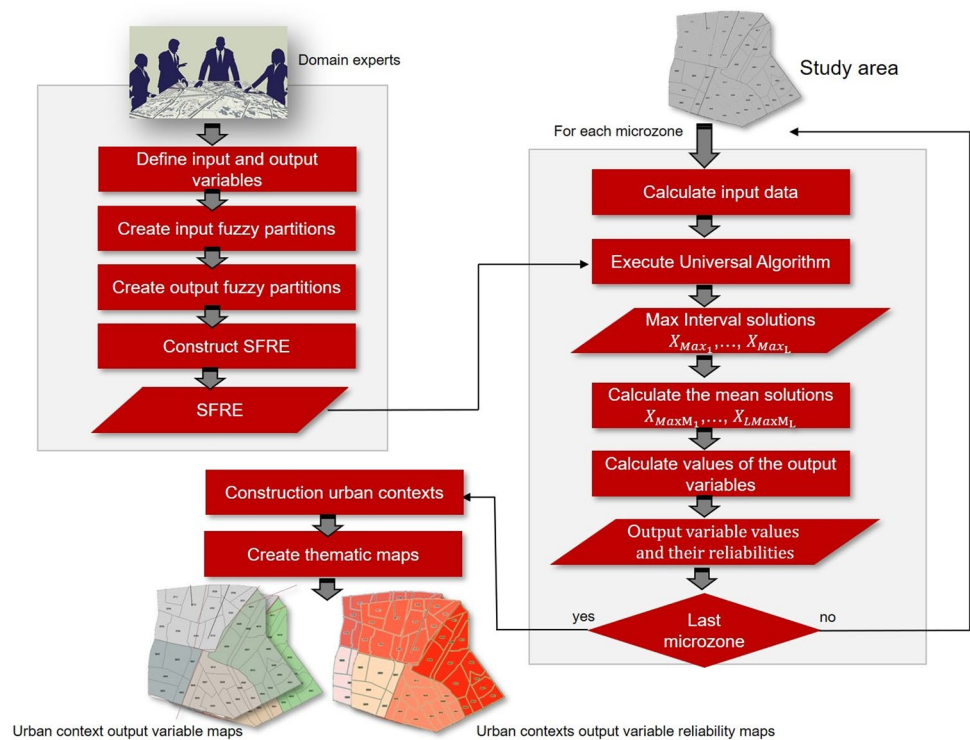 Domain experts
Define input and output
variables
Create input fuzzy partitions
Create output fuzzy partitions
Construct SFRE
SFRE
Study area
For each microzone
Calculate input data
Execute Universal Algorithm
Max Interval solutions
X_{Max_1},…, X_{Max_L}
Calculate the mean solutions
X_{MaxM_1},…, X_{LMaxM_L}
Calculate values of the output
variables
Output variable values
and their reliabilities
yes
Last
microzone
no
Construction urban contexts
Create thematic maps
Urban context output variable maps
Urban contexts output variable reliability maps